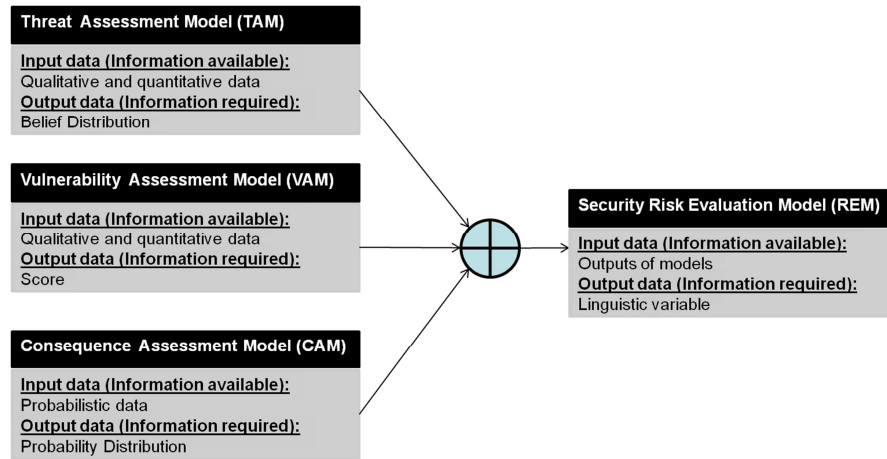 Threat Assessment Model (TAM)
Input data (Information available):
Qualitative and quantitative data
Output data (Information required):
Belief Distribution
Vulnerability Assessment Model (VAM)
Input data (Information available):
Qualitative and quantitative data
Output data (Information required):
Score
Consequence Assessment Model (CAM)
Input data (Information available):
Probabilistic data
Output data (Information required):
Probability Distribution
Security Risk Evaluation Model (REM)
Input data (Information available):
Outputs of models
Output data (Information required):
Linguistic variable